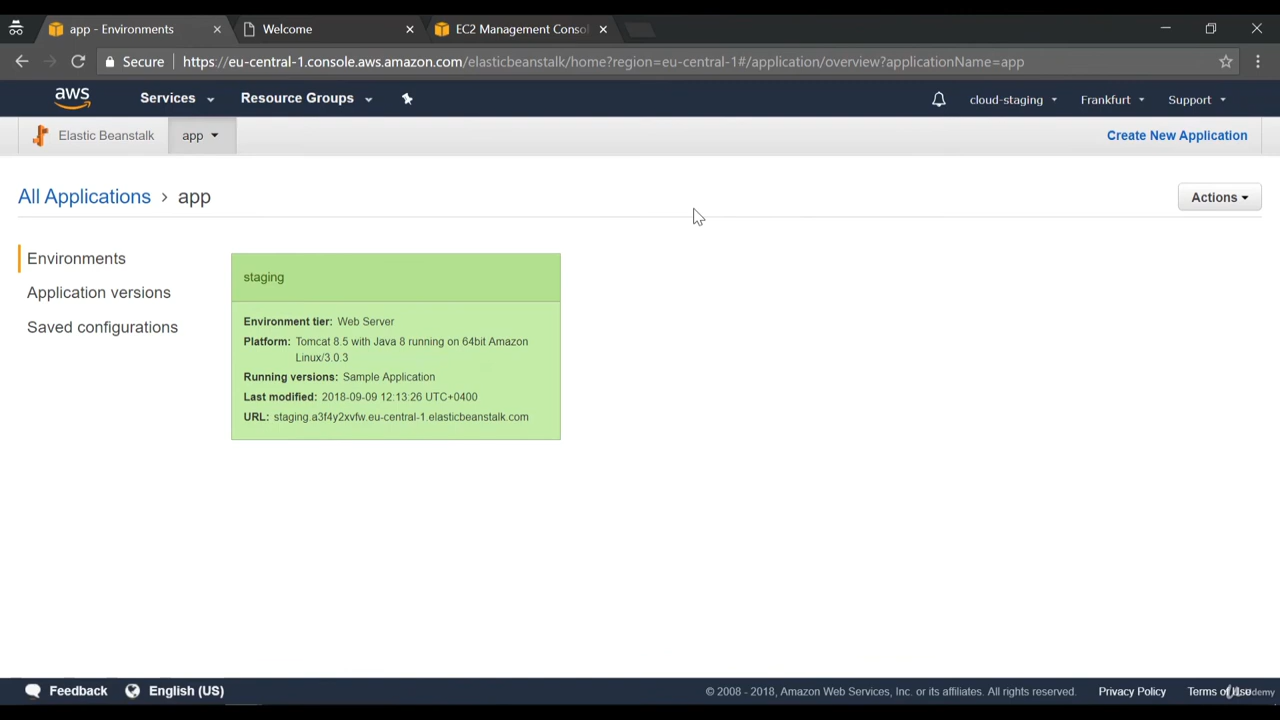 app - Environments
Welcome
EC2 Management Conso
Secure
https://eu-central-1.console.aws.amazon.com/elasticbeanstalk/home?region=eu-central-1#/application/overview?applicationName=app
aws
Services
Resource Groups
cloud-staging
Frankfurt
Support
Elastic Beanstalk
app
Create New Application
All Applications > app
Actions
Environments
Application versions
Saved configurations
staging
Environment tier: Web Server
Platform: Tomcat 8.5 with Java 8 running on 64bit Amazon
Linux/3.0.3
Running versions: Sample Application
Last modified: 2018-09-09 12:13:26 UTC+0400
URL: staging.a3f4y2xvfw.eu-central-1.elasticbeanstalk.com
Feedback
English (US)
© 2008 - 2018, Amazon Web Services, Inc. or its affiliates. All rights reserved.
Privacy Policy
Terms of Use